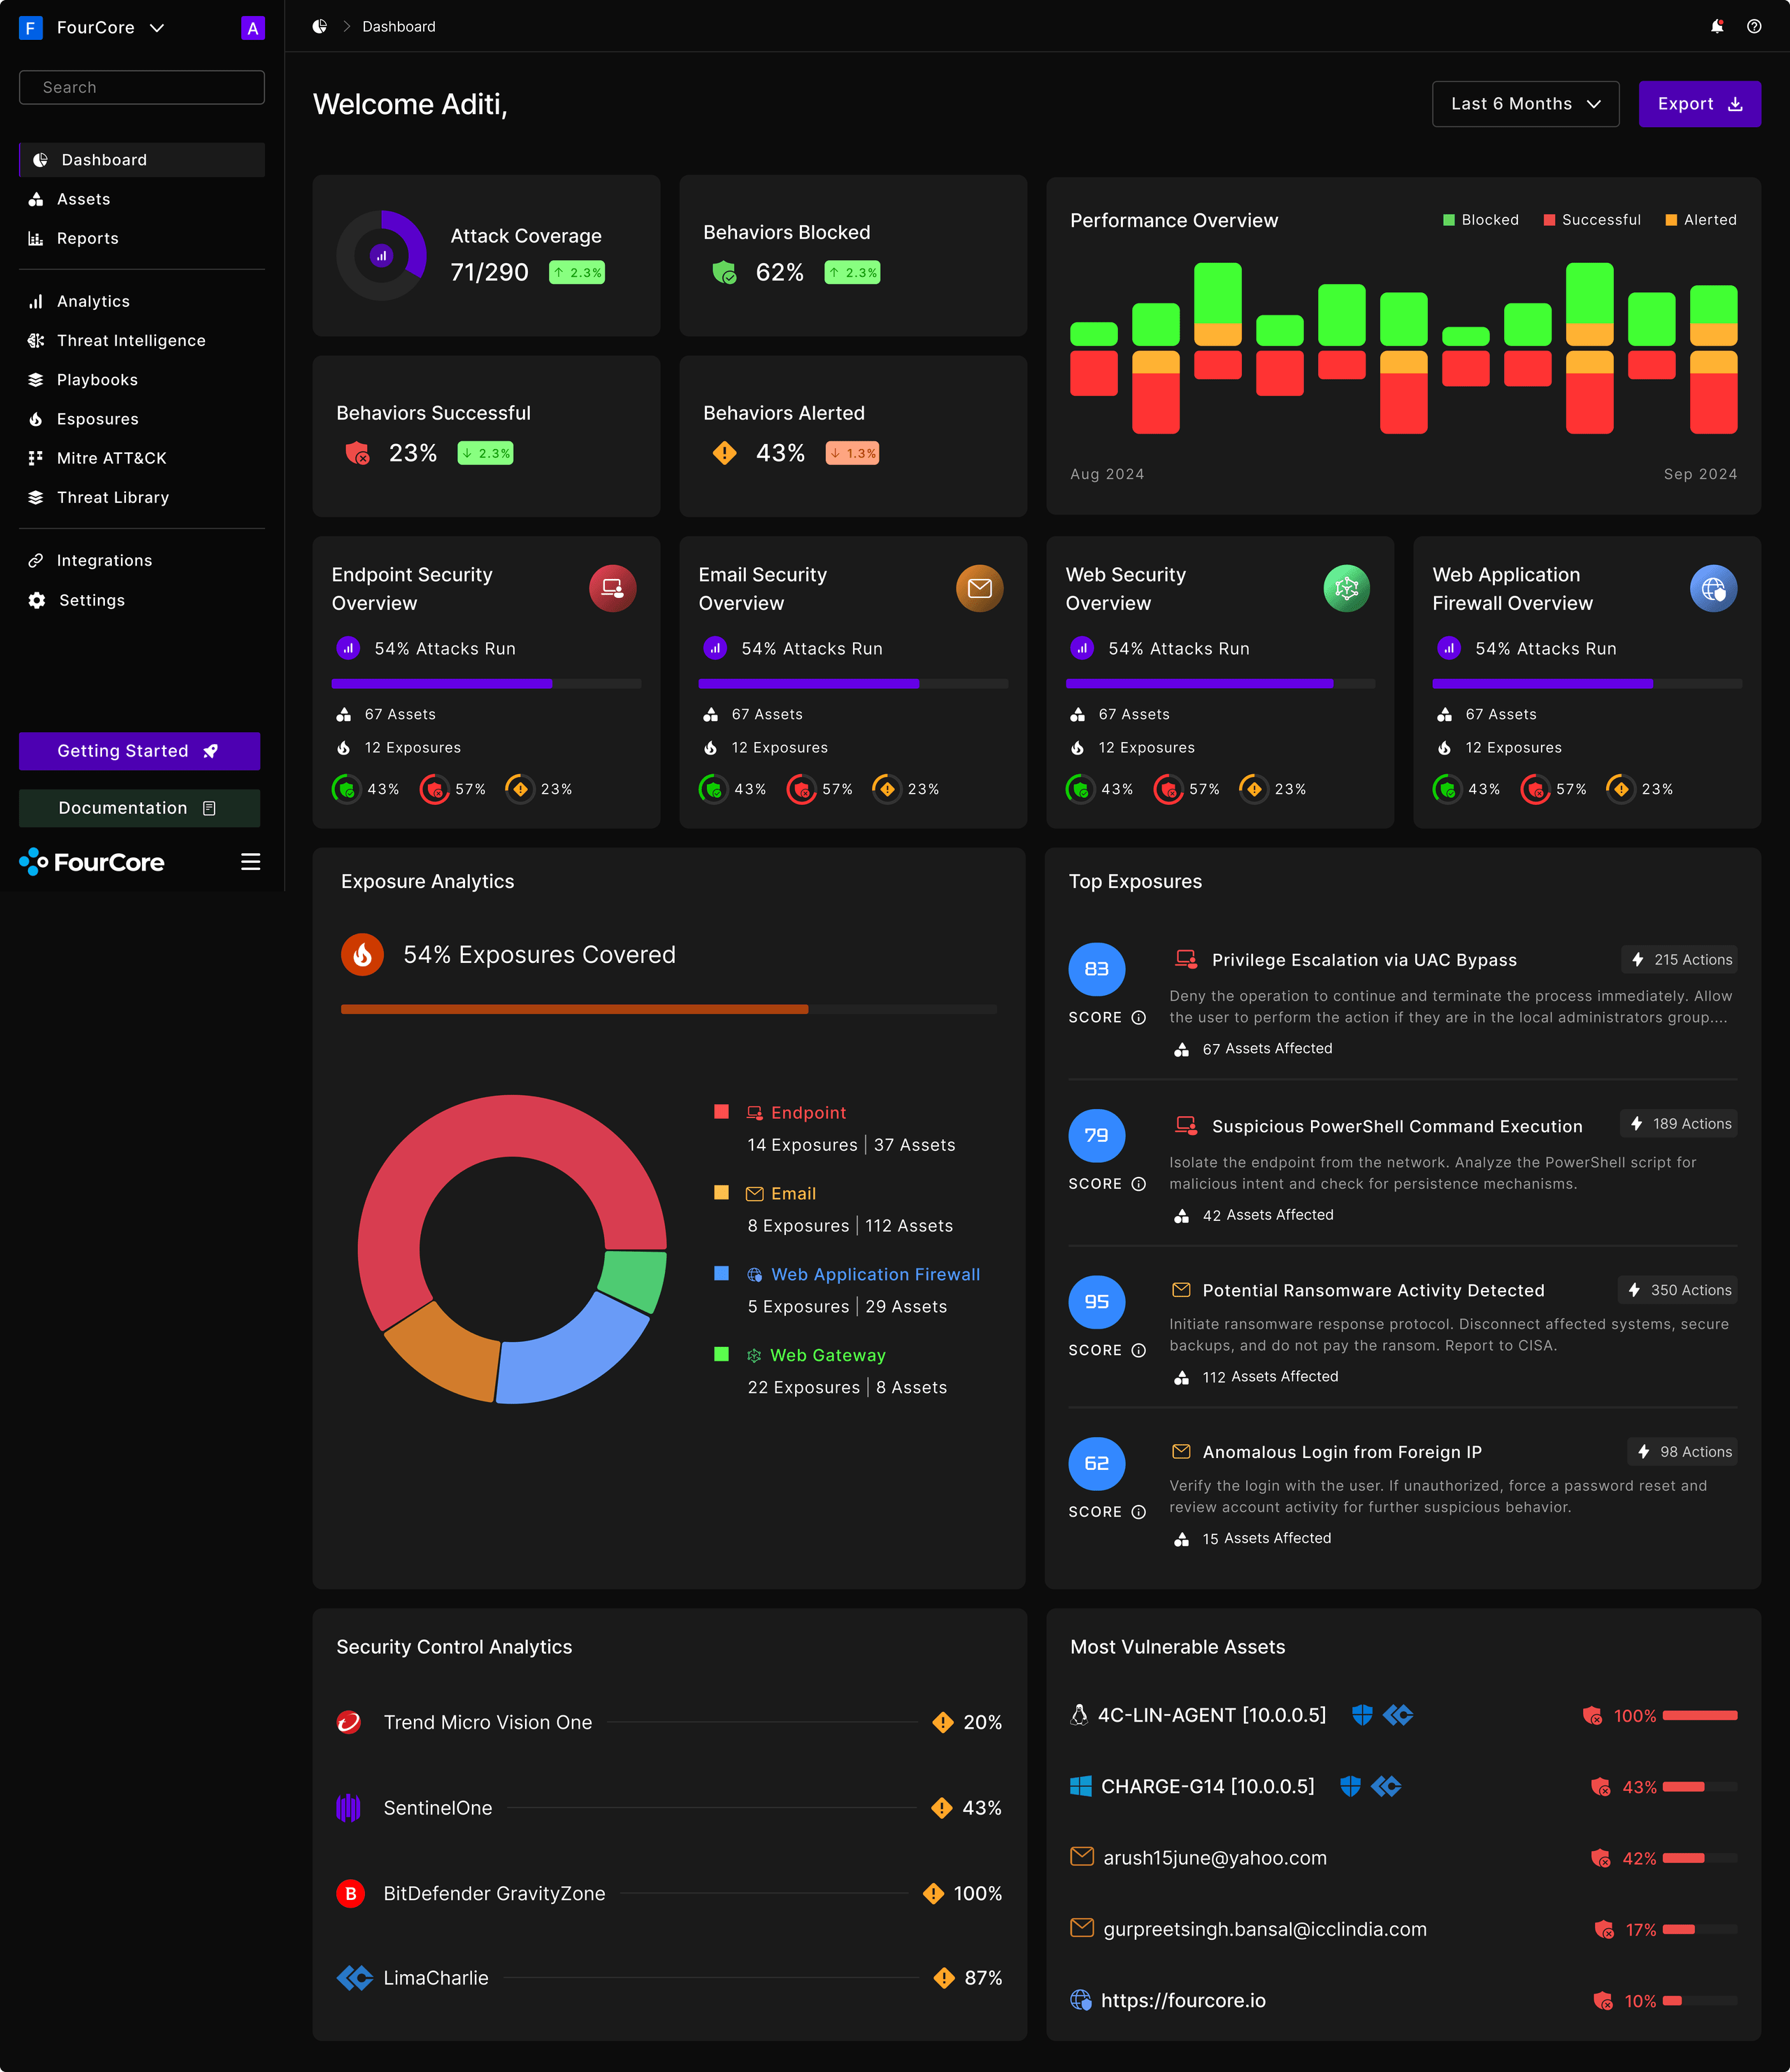 F FourCore A
Search
Dashboard
Assets
Reports
Analytics
Threat Intelligence
Playbooks
Esposures
Mitre ATT&CK
Threat Library
Integrations
Settings
Getting Started
Documentation
FourCore
Dashboard
Welcome Aditi,
Last 6 Months
Export
Attack Coverage
71/290 ↑ 2.3%
Behaviors Blocked
62% ↑ 2.3%
Behaviors Successful
23% ↓ 2.3%
Behaviors Alerted
43% ↓ 1.3%
Performance Overview
Blocked Successful Alerted
Aug 2024 Sep 2024
Endpoint Security
Overview
54% Attacks Run
67 Assets
12 Exposures
43% 57% 23%
Email Security
Overview
54% Attacks Run
67 Assets
12 Exposures
43% 57% 23%
Web Security
Overview
54% Attacks Run
67 Assets
12 Exposures
43% 57% 23%
Web Application
Firewall Overview
54% Attacks Run
67 Assets
12 Exposures
43% 57% 23%
Exposure Analytics
54% Exposures Covered
Endpoint
14 Exposures | 37 Assets
Email
8 Exposures | 112 Assets
Web Application Firewall
5 Exposures | 29 Assets
Web Gateway
22 Exposures | 8 Assets
Top Exposures
83
SCORE
Privilege Escalation via UAC Bypass
215 Actions
Deny the operation to continue and terminate the process immediately. Allow
the user to perform the action if they are in the local administrators group....
67 Assets Affected
79
SCORE
Suspicious PowerShell Command Execution
189 Actions
Isolate the endpoint from the network. Analyze the PowerShell script for
malicious intent and check for persistence mechanisms.
42 Assets Affected
95
SCORE
Potential Ransomware Activity Detected
350 Actions
Initiate ransomware response protocol. Disconnect affected systems, secure
backups, and do not pay the ransom. Report to CISA.
112 Assets Affected
62
SCORE
Anomalous Login from Foreign IP
98 Actions
Verify the login with the user. If unauthorized, force a password reset and
review account activity for further suspicious behavior.
15 Assets Affected
Security Control Analytics
Trend Micro Vision One 20%
SentinelOne 43%
B BitDefender GravityZone 100%
LimaCharlie 87%
Most Vulnerable Assets
4C-LIN-AGENT [10.0.0.5] 100%
CHARGE-G14 [10.0.0.5] 43%
arush15june@yahoo.com 42%
gurpreetsingh.bansal@icclindia.com 17%
https://fourcore.io 10%